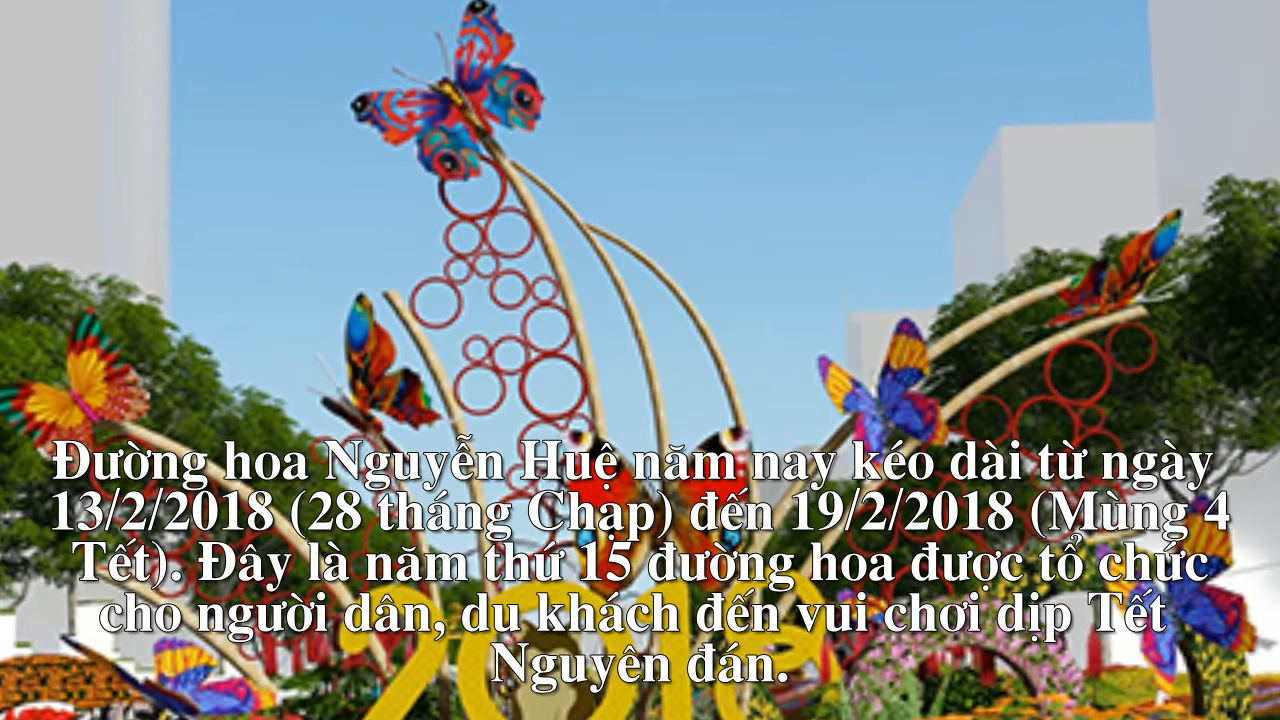 Đường hoa Nguyễn Huệ năm nay kéo dài từ ngày
13/2/2018 (28 tháng Chạp) đến 19/2/2018 (Mùng 4
Tết). Đây là năm thứ 15 đường hoa được tổ chức
cho người dân, du khách đến vui chơi dịp Tết
Nguyên đán.